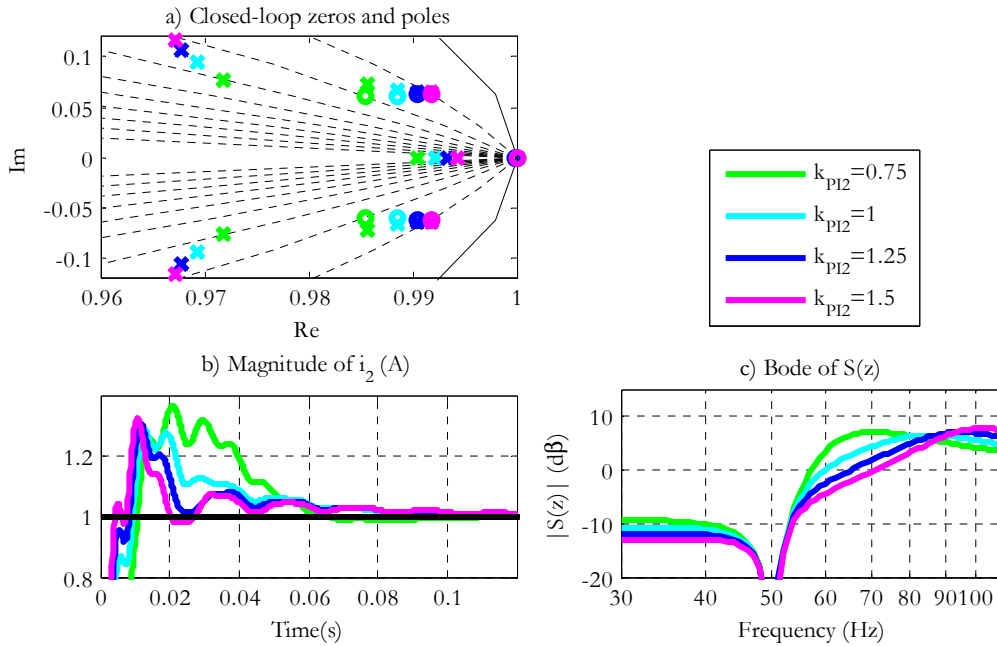 a) Closed-loop zeros and poles
Im
0.1
0.05
0
-0.05
-0.1
0.96 0.97 0.98 0.99 1
Re
k_PI2=0.75
k_PI2=1
k_PI2=1.25
k_PI2=1.5
b) Magnitude of i_2 (A)
1.2
1
0.8
0 0.02 0.04 0.06 0.08 0.1
Time(s)
c) Bode of S(z)
|S(z)| (dβ)
10
0
-10
-20
30 40 50 60 70 80 90 100
Frequency (Hz)